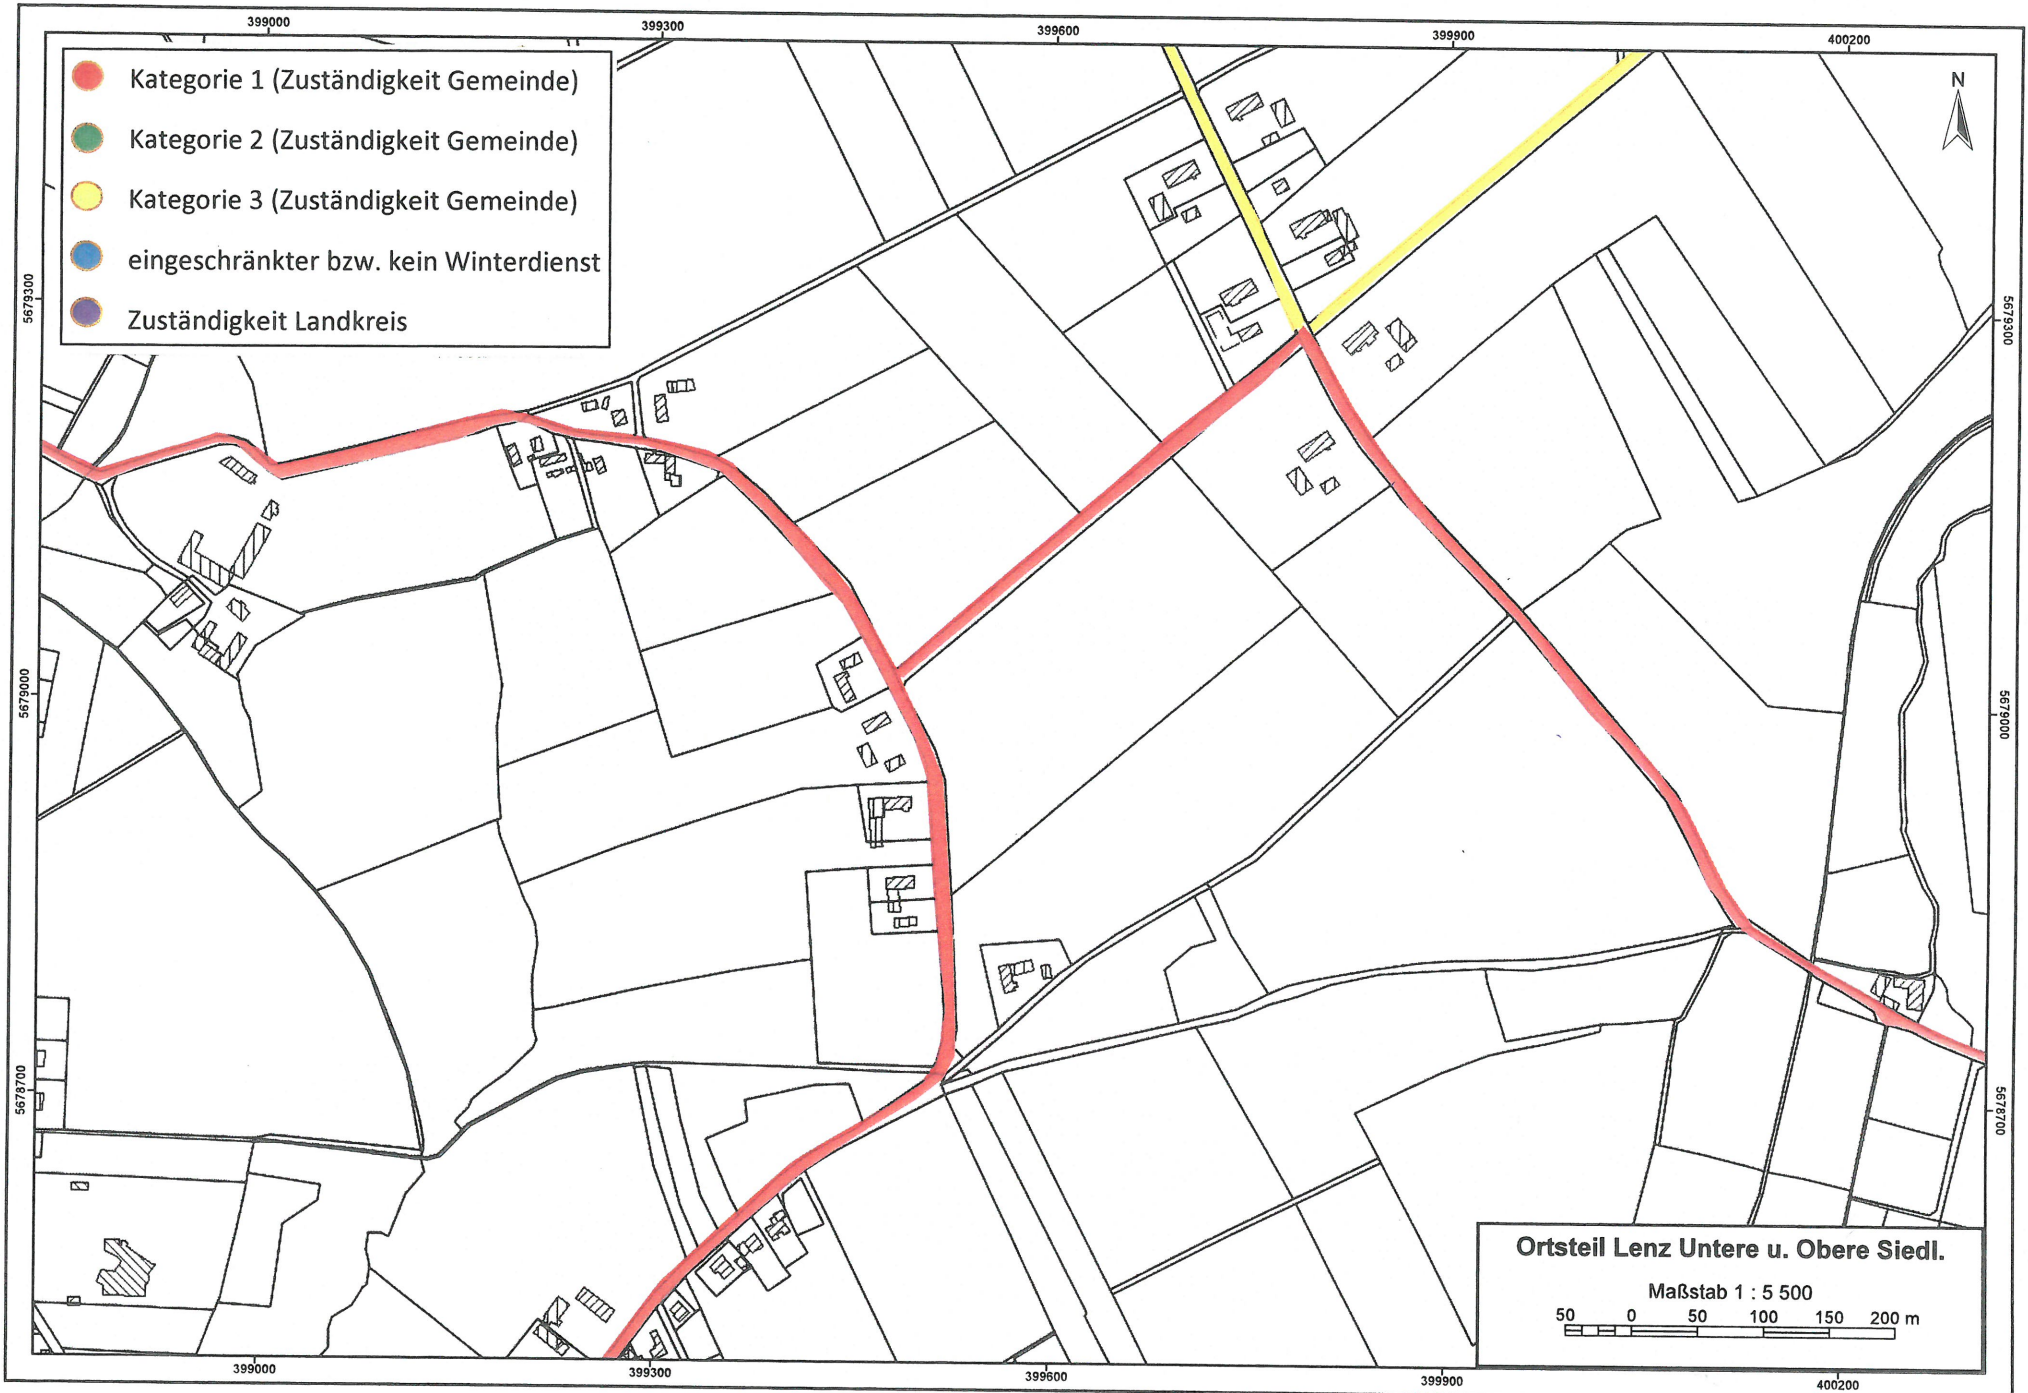 399000
399300
399600
399900
400200
Kategorie 1 (Zuständigkeit Gemeinde)
Kategorie 2 (Zuständigkeit Gemeinde)
Kategorie 3 (Zuständigkeit Gemeinde)
eingeschränkter bzw. kein Winterdienst
Zuständigkeit Landkreis
N
5679300
5679300
5679000
5679000
5678700
5678700
Ortsteil Lenz Untere u. Obere Siedl.
Maßstab 1 : 5 500
50 0 50 100 150 200 m
399000
399300
399600
399900
400200